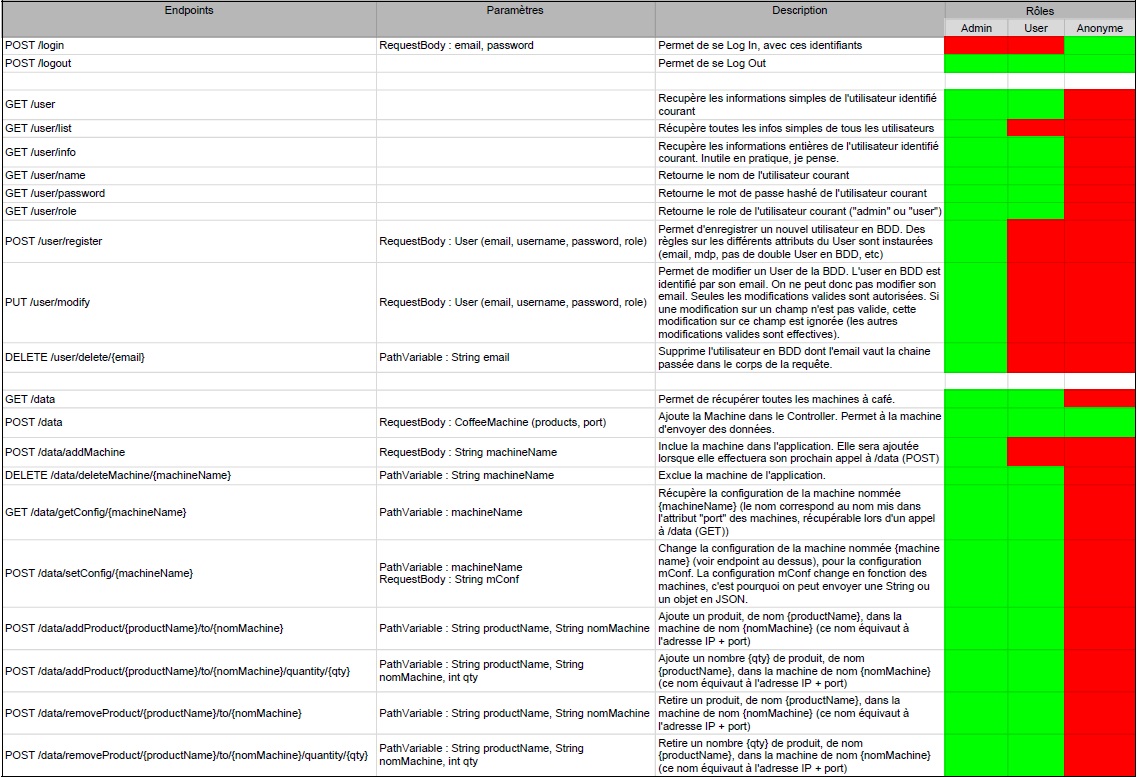 Endpoints Paramètres Description Rôles
Admin User Anonyme
POST /login RequestBody : email, password Permet de se Log In, avec ces identifiants
POST /logout Permet de se Log Out
GET /user Recupère les informations simples de l'utilisateur identifié
courant
GET /user/list Récupère toutes les infos simples de tous les utilisateurs
GET /user/info Recupère les informations entières de l'utilisateur identifié
courant. Inutile en pratique, je pense.
GET /user/name Retourne le nom de l'utilisateur courant
GET /user/password Retourne le mot de passe hashé de l'utilisateur courant
GET /user/role Retourne le role de l'utilisateur courant ("admin" ou "user")
POST /user/register RequestBody : User (email, username, password, role) Permet d'enregistrer un nouvel utilisateur en BDD. Des
règles sur les différents attributs du User sont instaurées
(email, mdp, pas de double User en BDD, etc)
PUT /user/modify RequestBody : User (email, username, password, role) Permet de modifier un User de la BDD. L'user en BDD est
identifié par son email. On ne peut donc pas modifier son
email. Seules les modifications valides sont autorisées. Si
une modification sur un champ n'est pas valide, cette
modification sur ce champ est ignorée (les autres
modifications valides sont effectives).
DELETE /user/delete/{email} PathVariable : String email Supprime l'utilisateur en BDD dont l'email vaut la chaine
passée dans le corps de la requête.
GET /data Permet de récupérer toutes les machines à café.
POST /data RequestBody : CoffeeMachine (products, port) Ajoute la Machine dans le Controller. Permet à la machine
d'envoyer des données.
POST /data/addMachine RequestBody : String machineName Inclue la machine dans l'application. Elle sera ajoutée
lorsque elle effectuera son prochain appel à /data (POST)
DELETE /data/deleteMachine/{machineName} PathVariable : String machineName Exclue la machine de l'application.
GET /data/getConfig/{machineName} PathVariable : machineName Récupère la configuration de la machine nommée
{machineName} (le nom correspond au nom mis dans
l'attribut "port" des machines, récupérable lors d'un appel
à /data (GET))
POST /data/setConfig/{machineName} PathVariable : machineName
RequestBody : String mConf Change la configuration de la machine nommée {machine
name} (voir endpoint au dessus), pour la configuration
mConf. La configuration mConf change en fonction des
machines, c'est pourquoi on peut envoyer une String ou
un objet en JSON.
POST /data/addProduct/{productName}/to/{nomMachine} PathVariable : String productName, String nomMachine Ajoute un produit, de nom {productName}, dans la
machine de nom {nomMachine} (ce nom équivaut à
l'adresse IP + port)
POST /data/addProduct/{productName}/to/{nomMachine}/quantity/{qty} PathVariable : String productName, String
nomMachine, int qty Ajoute un nombre {qty} de produit, de nom
{productName}, dans la machine de nom {nomMachine}
(ce nom équivaut à l'adresse IP + port)
POST /data/removeProduct/{productName}/to/{nomMachine} PathVariable : String productName, String nomMachine Retire un produit, de nom {productName}, dans la
machine de nom {nomMachine} (ce nom équivaut à
l'adresse IP + port)
POST /data/removeProduct/{productName}/to/{nomMachine}/quantity/{qty} PathVariable : String productName, String
nomMachine, int qty Retire un nombre {qty} de produit, de nom
{productName}, dans la machine de nom {nomMachine}
(ce nom équivaut à l'adresse IP + port)